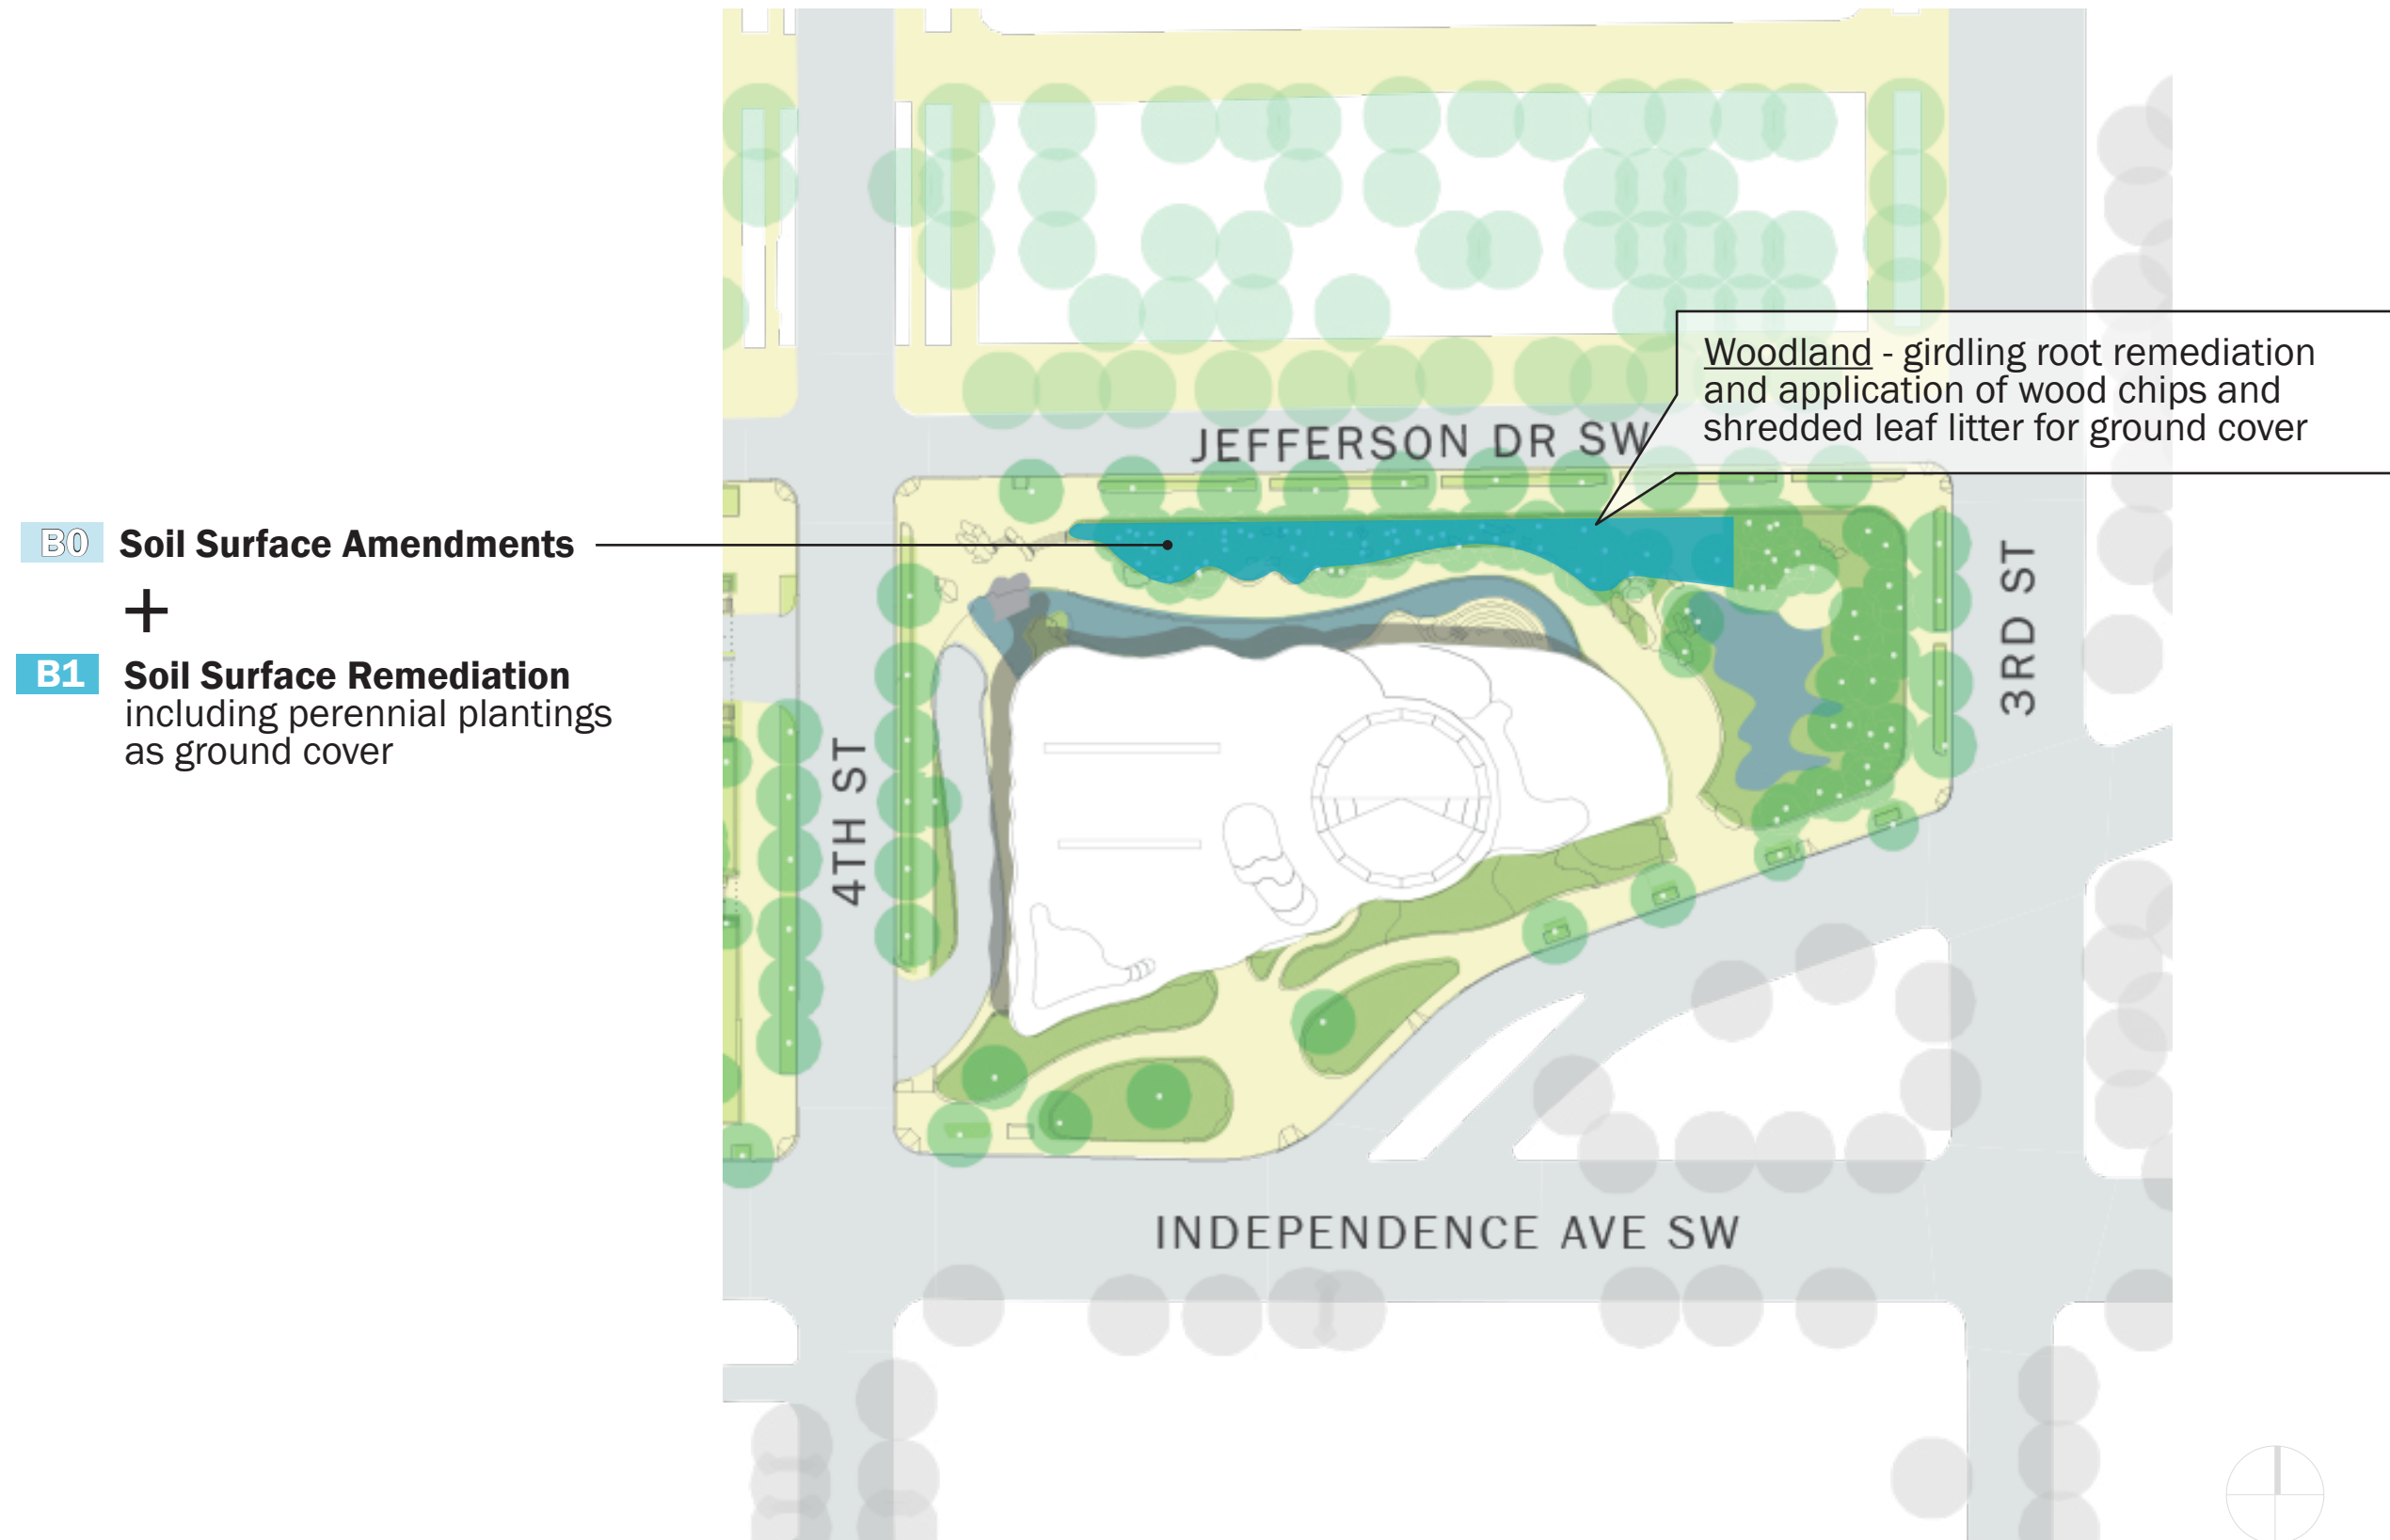 Woodland - girdling root remediation
and application of wood chips and
shredded leaf litter for ground cover
JEFFERSON DR SW
B0 Soil Surface Amendments
+
B1 Soil Surface Remediation
including perennial plantings
as ground cover
4TH ST
3RD ST
INDEPENDENCE AVE SW